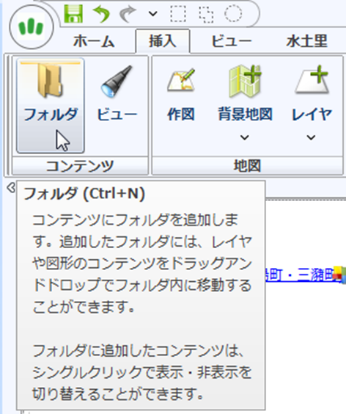 ホーム 挿入 ビュー 水土里
フォルダ ビュー 作図 背景地図 レイヤ
コンテンツ 地図
フォルダ (Ctrl+N)
コンテンツにフォルダを追加しま
す。追加したフォルダには、レイヤ
や図形のコンテンツをドラッグアン
ドドロップでフォルダ内に移動する
ことができます。
町・三瀬
フォルダに追加したコンテンツは、
シングルクリックで表示・非表示を
切り替えることができます。